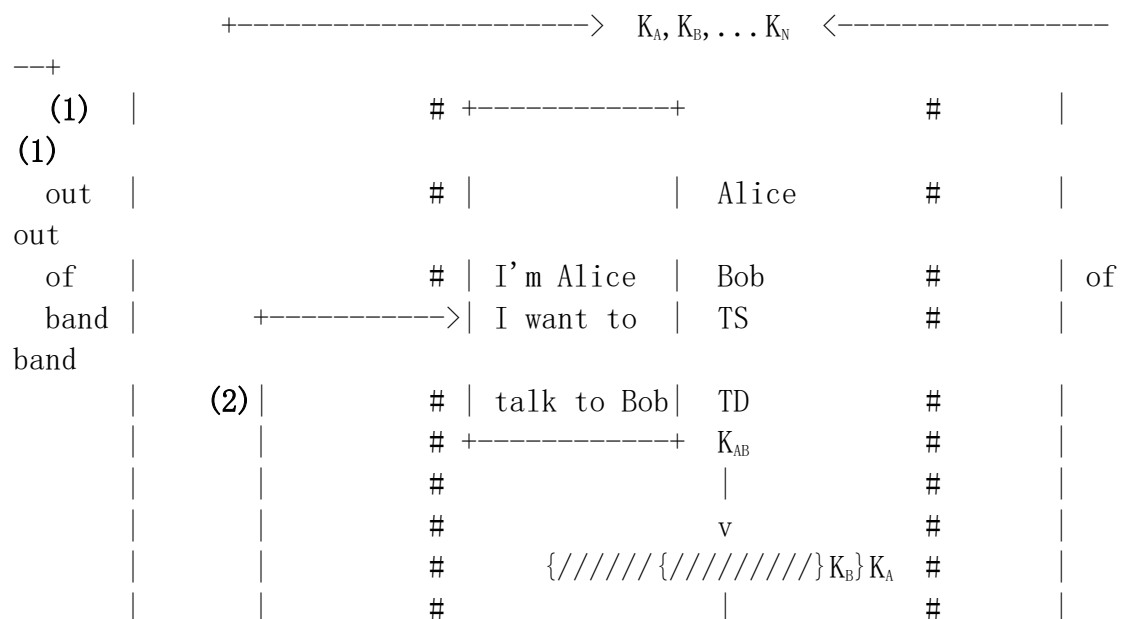 +--------------------> K_A, K_B,... K_N <----------------
--+
(1) | # +------------+ # |
(1)
out | # | | Alice # |
out
of | # | I'm Alice | Bob # | of
band | +----------->| I want to | TS # |
band
| (2)| # | talk to Bob| TD # |
| | # +------------+ K_AB # |
| | # | # |
| | # v # |
| | # {//////{/////////}K_B}K_A # |
| | # | # |